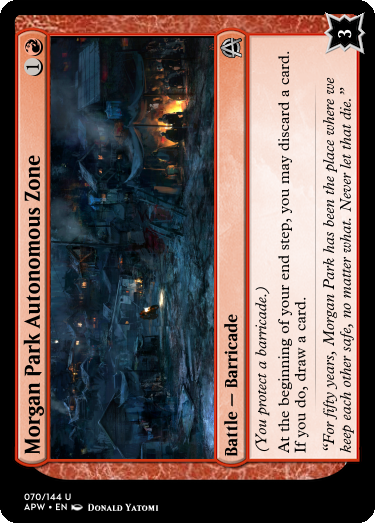 Morgan Park Autonomous Zone
1
Battle — Barricade
3
(You protect a barricade.)
At the beginning of your end step, you may discard a card.
If you do, draw a card.
“For fifty years, Morgan Park has been the place where we
keep each other safe, no matter what. Never let that die.”
070/144 U
APW • EN Donald Yatomi